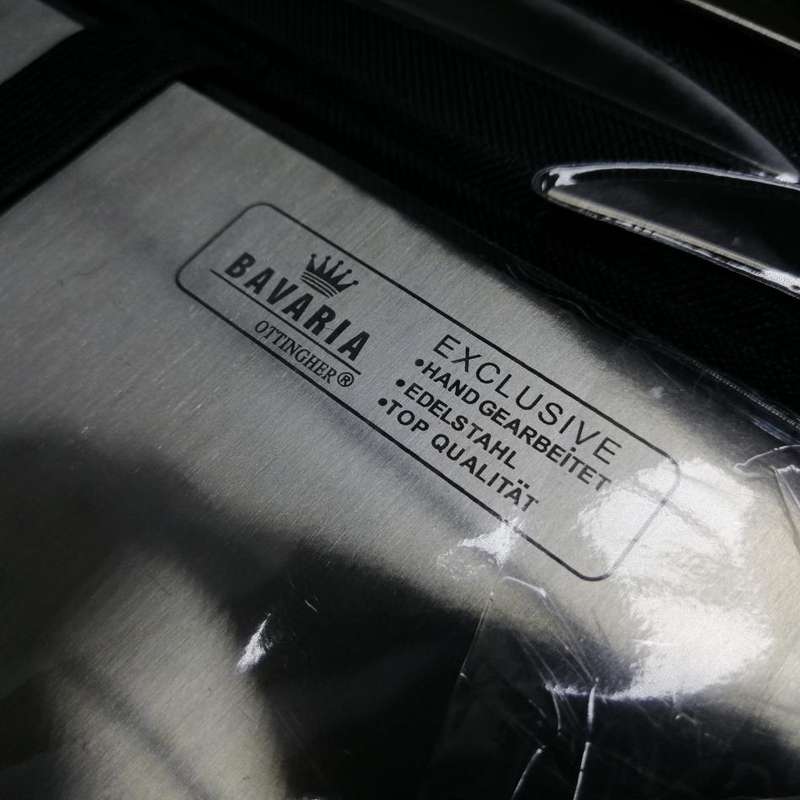 BAVARIA
OTTINGHER®
EXCLUSIVE
•HANDGEARBEiTET
•EDELSTAHL
•TOP QUALITÄT